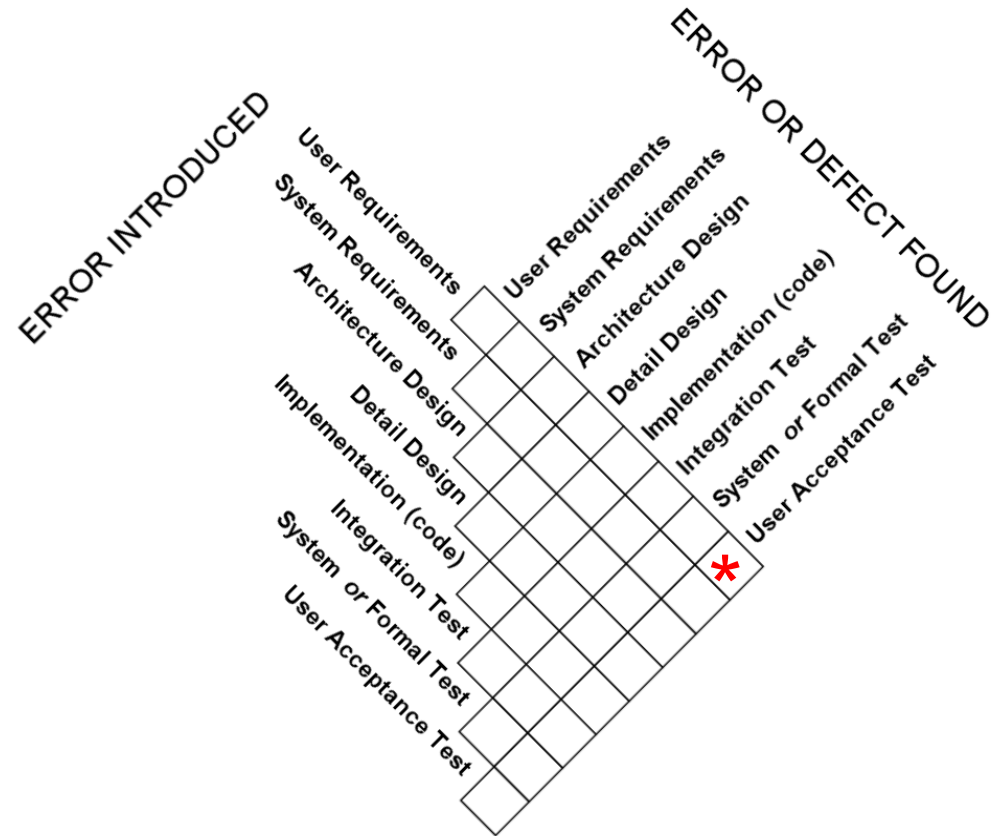 ERROR INTRODUCED
User Requirements
System Requirements
Architecture Design
Detail Design
Implementation (code)
Integration Test
System or Formal Test
User Acceptance Test
ERROR OR DEFECT FOUND
User Requirements
System Requirements
Architecture Design
Detail Design
Implementation (code)
Integration Test
System or Formal Test
User Acceptance Test
*